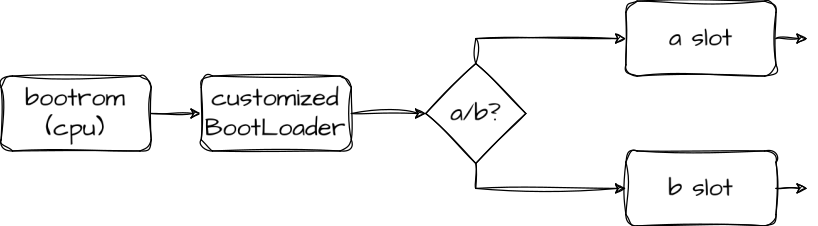 bootrom
(cpu)
customized
BootLoader
a/b?
a slot
b slot